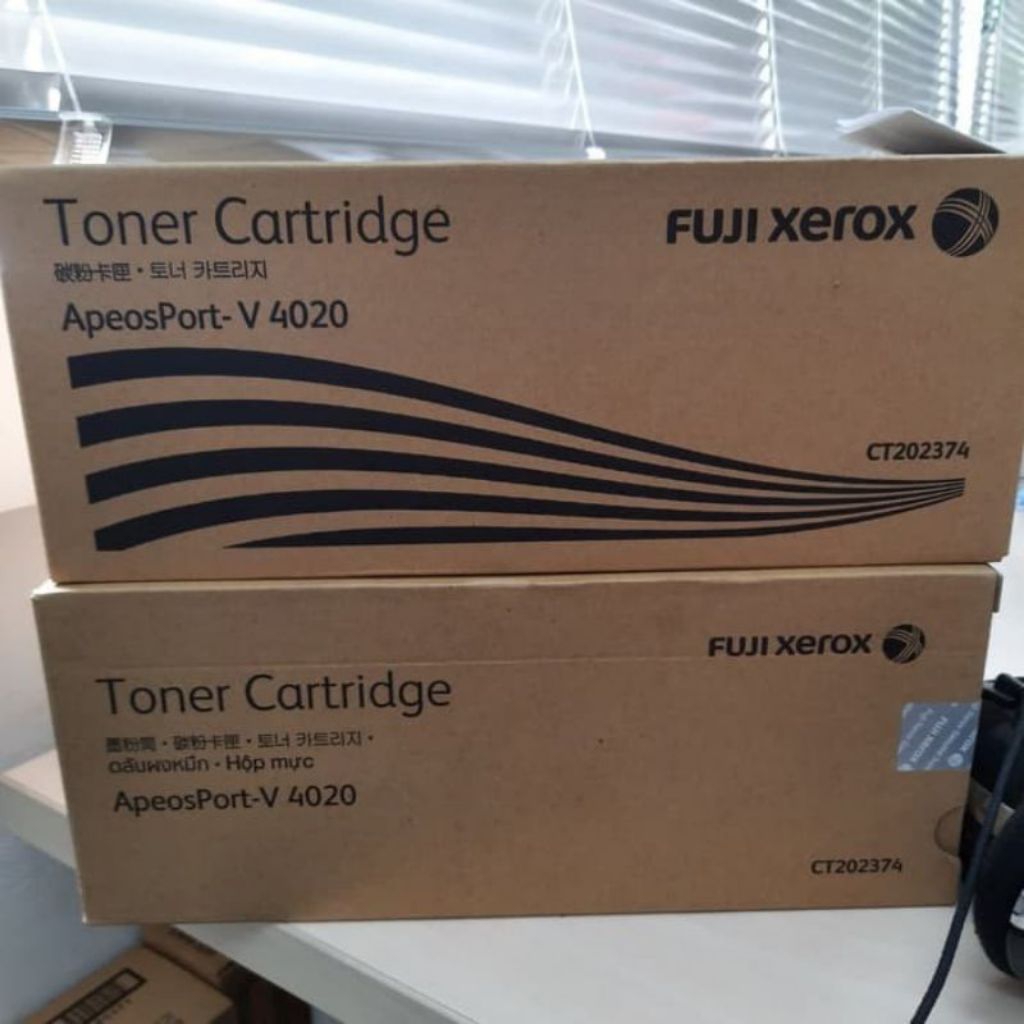 Toner Cartridge
FUJI xerox
碳粉卡匣・토너 카트리지
ApeosPort-V 4020
CT202374
FUJI xerox
Toner Cartridge
墨粉筒・碳粉卡匣・토너 카트리지・
ตลับผงหมึก・Hộp mực
ApeosPort-V 4020
FUJI XEROX
CT202374